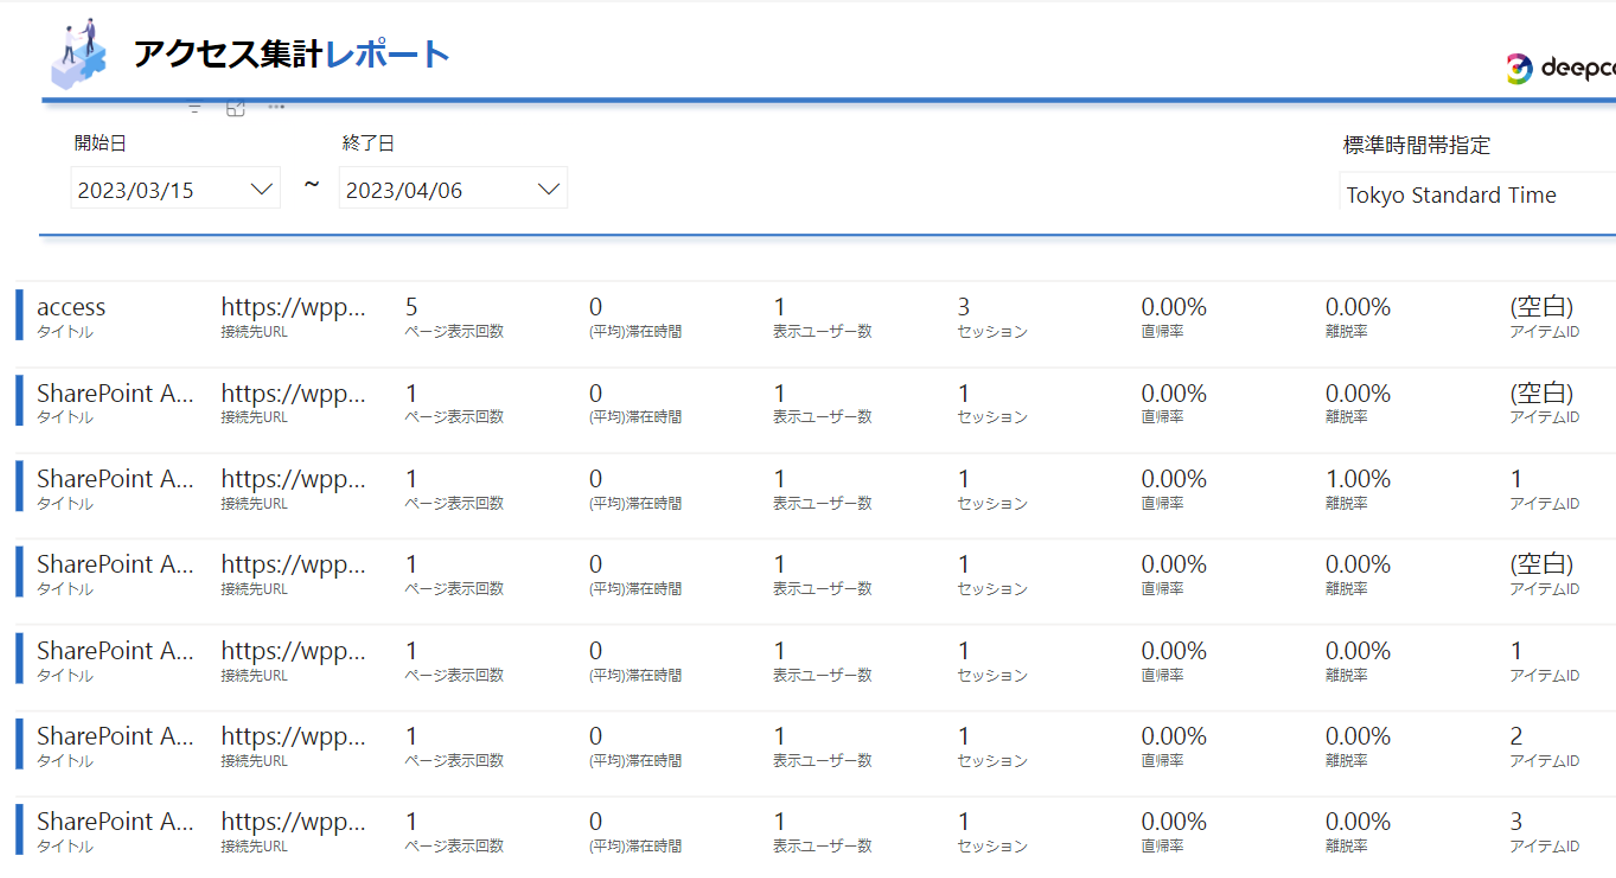 アクセス集計レポート
deepco
開始日
終了日
標準時間帯指定
2023/03/15 ~ 2023/04/06
Tokyo Standard Time
access https://wpp... 5 0 1 3 0.00% 0.00% (空白)
タイトル 接続先URL ページ表示回数 (平均)滞在時間 表示ユーザー数 セッション 直帰率 離脱率 アイテムID
SharePoint A... https://wpp... 1 0 1 1 0.00% 0.00% (空白)
タイトル 接続先URL ページ表示回数 (平均)滞在時間 表示ユーザー数 セッション 直帰率 離脱率 アイテムID
SharePoint A... https://wpp... 1 0 1 1 0.00% 1.00% 1
タイトル 接続先URL ページ表示回数 (平均)滞在時間 表示ユーザー数 セッション 直帰率 離脱率 アイテムID
SharePoint A... https://wpp... 1 0 1 1 0.00% 0.00% (空白)
タイトル 接続先URL ページ表示回数 (平均)滞在時間 表示ユーザー数 セッション 直帰率 離脱率 アイテムID
SharePoint A... https://wpp... 1 0 1 1 0.00% 0.00% 1
タイトル 接続先URL ページ表示回数 (平均)滞在時間 表示ユーザー数 セッション 直帰率 離脱率 アイテムID
SharePoint A... https://wpp... 1 0 1 1 0.00% 0.00% 2
タイトル 接続先URL ページ表示回数 (平均)滞在時間 表示ユーザー数 セッション 直帰率 離脱率 アイテムID
SharePoint A... https://wpp... 1 0 1 1 0.00% 0.00% 3
タイトル 接続先URL ページ表示回数 (平均)滞在時間 表示ユーザー数 セッション 直帰率 離脱率 アイテムID